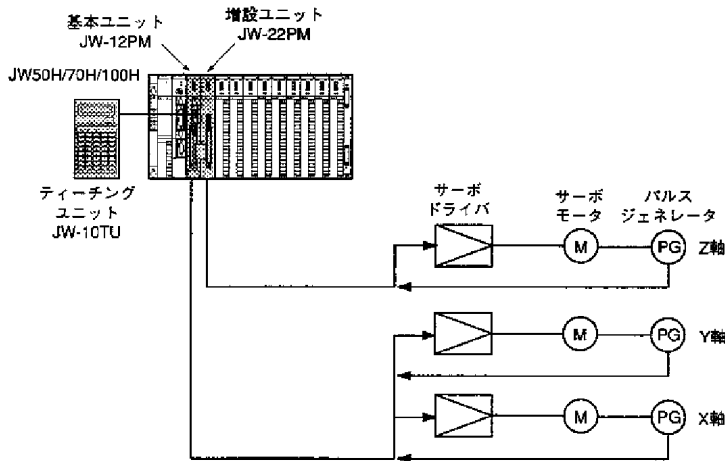 基本ユニット
JW-12PM
増設ユニット
JW-22PM
JW50H/70H/100H
ティーチング
ユニット
JW-10TU
サーボ
ドライバ
サーボ
モータ
パルス
ジェネレータ
M
PG
Z軸
M
PG
Y軸
M
PG
X軸